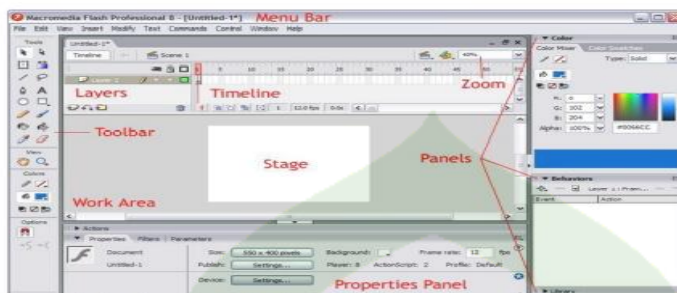 Macromedia Flash Professional 8 - [Untitled-1*] Menu Bar
File Edit View Insert Modify Text Commands Control Window Help
Tools
Untitled-1*
Timeline Scene 1 40%
Layer 1
5 10 15 20 25 30 35 40 45 50
Layers Timeline Zoom
1 12.0 fps 0.0s
Toolbar
View
Colors
Options
Stage
Work Area
Panels
Color
Color Mixer Color Swatches
Type: Solid
R: 0
G: 102
B: 204
Alpha: 100% #0066CC
Behaviors
Event Action
Library
Actions
Properties Filters Parameters
Document Size: 550 x 400 pixels Background: Frame rate: 12 fps
Untitled-1 Publish: Settings... Player: 8 ActionScript: 2 Profile: Default
Device: Settings...
Properties Panel